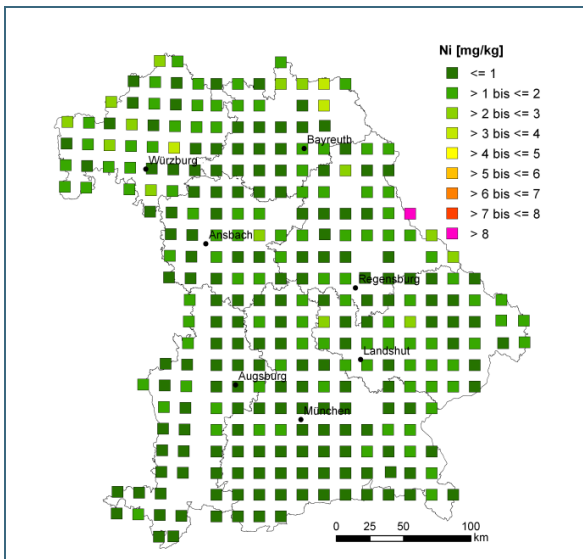 Ni [mg/kg]
<= 1
> 1 bis <= 2
> 2 bis <= 3
> 3 bis <= 4
> 4 bis <= 5
> 5 bis <= 6
> 6 bis <= 7
> 7 bis <= 8
> 8
Bayreuth
Würzburg
Ansbach
Regensburg
Landshut
Augsburg
München
0 25 50 100
km